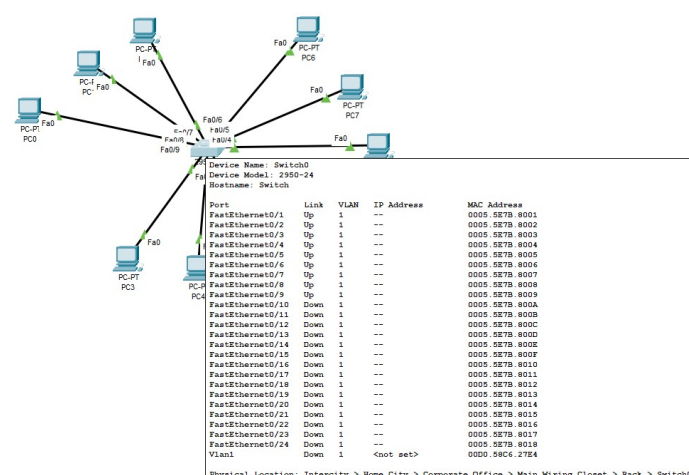 PC-PT
Fa0
PC-P
PC
Fa0
PC-PT
PC0
Fa0
Fa0
PC-PT
PC6
Fa0
PC-PT
PC7
Fa0
Fa0/6
Fa0/7
Fa0/5
Fa0/8
Fa0/4
Fa0/9
Fa0
PC-PT
PC3
PC-P
PC4
Device Name: Switch0
Device Model: 2950-24
Hostname: Switch
Port Link VLAN IP Address MAC Address
FastEthernet0/1 Up 1 -- 0005.5E7B.8001
FastEthernet0/2 Up 1 -- 0005.5E7B.8002
FastEthernet0/3 Up 1 -- 0005.5E7B.8003
FastEthernet0/4 Up 1 -- 0005.5E7B.8004
FastEthernet0/5 Up 1 -- 0005.5E7B.8005
FastEthernet0/6 Up 1 -- 0005.5E7B.8006
FastEthernet0/7 Up 1 -- 0005.5E7B.8007
FastEthernet0/8 Up 1 -- 0005.5E7B.8008
FastEthernet0/9 Up 1 -- 0005.5E7B.8009
FastEthernet0/10 Down 1 -- 0005.5E7B.800A
FastEthernet0/11 Down 1 -- 0005.5E7B.800B
FastEthernet0/12 Down 1 -- 0005.5E7B.800C
FastEthernet0/13 Down 1 -- 0005.5E7B.800D
FastEthernet0/14 Down 1 -- 0005.5E7B.800E
FastEthernet0/15 Down 1 -- 0005.5E7B.800F
FastEthernet0/16 Down 1 -- 0005.5E7B.8010
FastEthernet0/17 Down 1 -- 0005.5E7B.8011
FastEthernet0/18 Down 1 -- 0005.5E7B.8012
FastEthernet0/19 Down 1 -- 0005.5E7B.8013
FastEthernet0/20 Down 1 -- 0005.5E7B.8014
FastEthernet0/21 Down 1 -- 0005.5E7B.8015
FastEthernet0/22 Down 1 -- 0005.5E7B.8016
FastEthernet0/23 Down 1 -- 0005.5E7B.8017
FastEthernet0/24 Down 1 -- 0005.5E7B.8018
Vlan1 Down 1 <not set> 00D0.58C6.27E4
Physical Location: Intercity > Home City > Corporate Office > Main Wiring Closet > Rack > Switch0